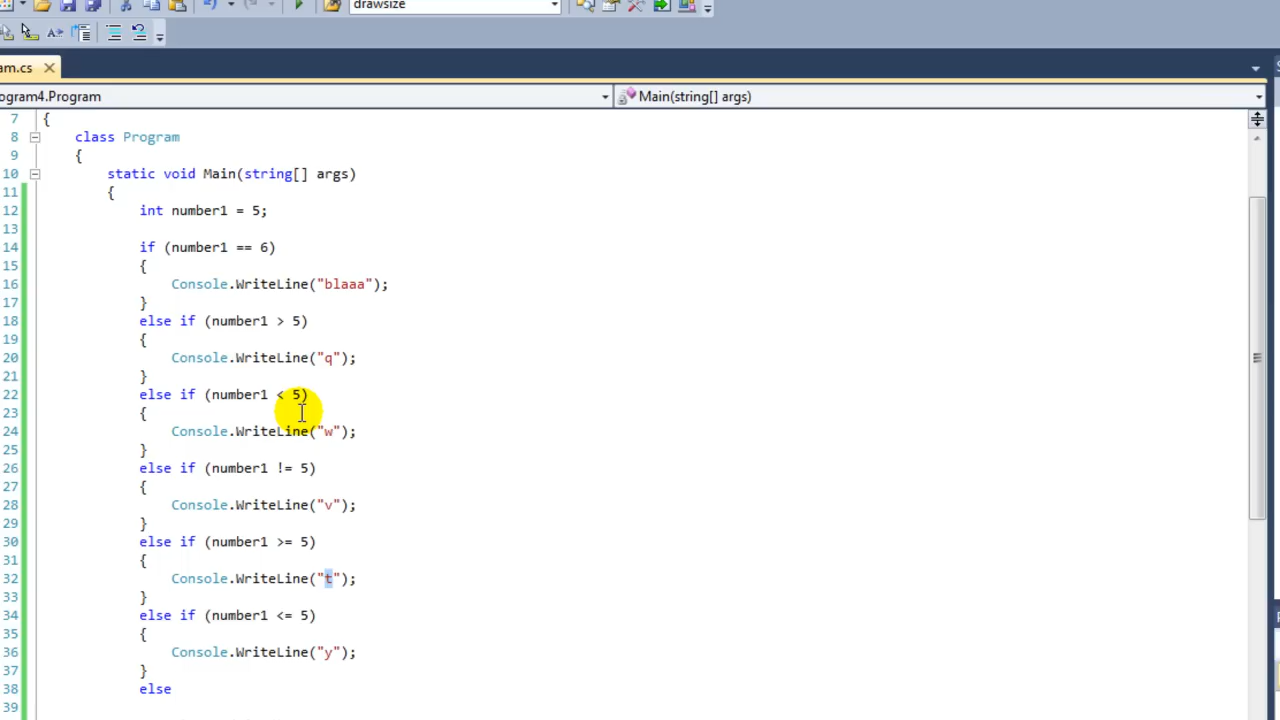 drawsize
am.cs
ogram4.Program
Main(string[] args)
7 {
8 class Program
9 {
10 static void Main(string[] args)
11 {
12 int number1 = 5;
13
14 if (number1 == 6)
15 {
16 Console.WriteLine("blaaa");
17 }
18 else if (number1 > 5)
19 {
20 Console.WriteLine("q");
21 }
22 else if (number1 < 5)
23 {
24 Console.WriteLine("w");
25 }
26 else if (number1 != 5)
27 {
28 Console.WriteLine("v");
29 }
30 else if (number1 >= 5)
31 {
32 Console.WriteLine("t");
33 }
34 else if (number1 <= 5)
35 {
36 Console.WriteLine("y");
37 }
38 else
39